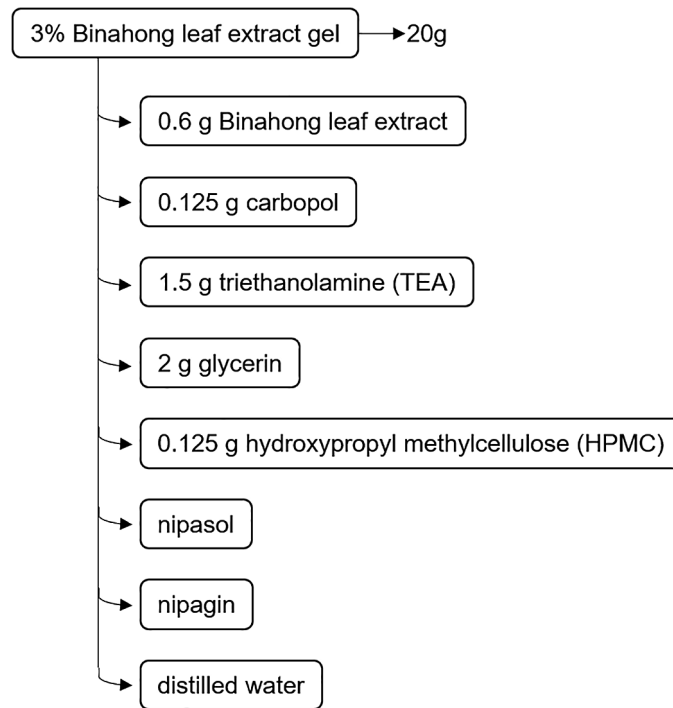 3% Binahong leaf extract gel
20g
0.6 g Binahong leaf extract
0.125 g carbopol
1.5 g triethanolamine (TEA)
2 g glycerin
0.125 g hydroxypropyl methylcellulose (HPMC)
nipasol
nipagin
distilled water